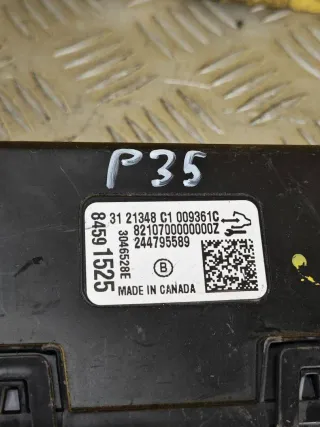 P35
84591525
3046528E
31 21348 C1 009361C
8210700000000Z
244795589
B
MADE IN CANADA